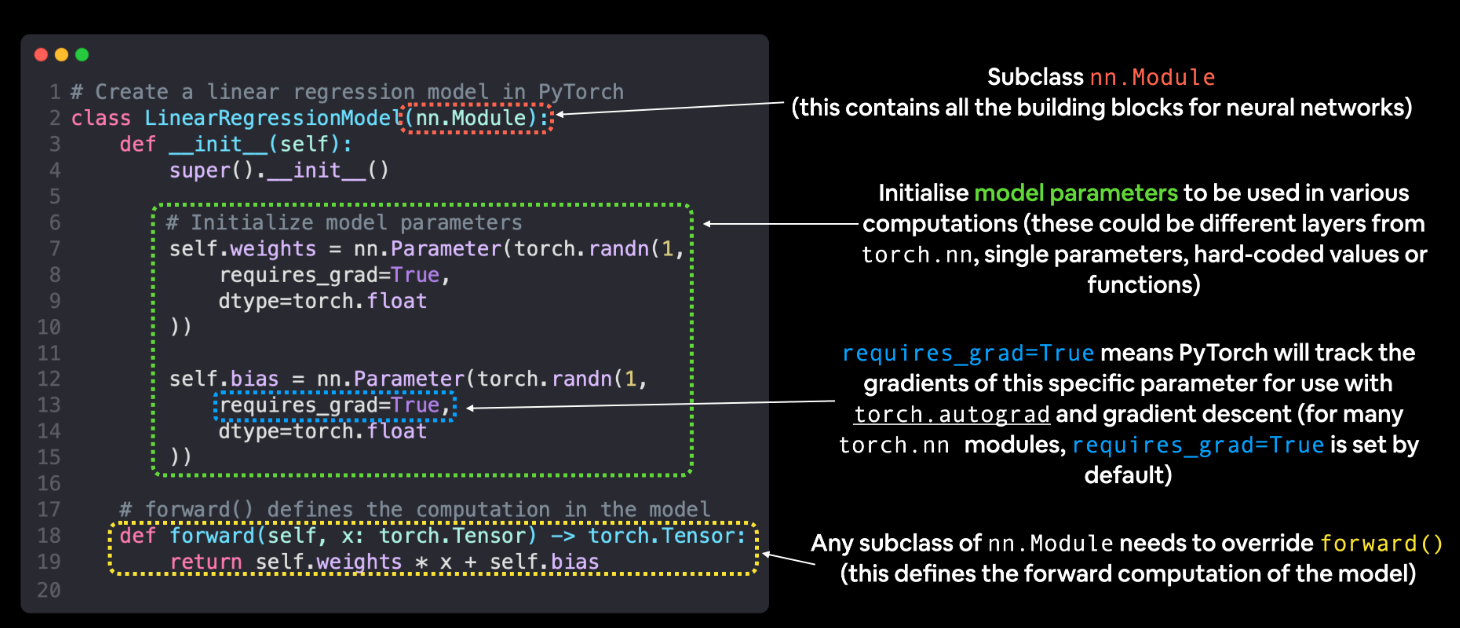 1 # Create a linear regression model in PyTorch
2 class LinearRegressionModel(nn.Module):
3     def __init__(self):
4         super().__init__()
5
6         # Initialize model parameters
7         self.weights = nn.Parameter(torch.randn(1,
8             requires_grad=True,
9             dtype=torch.float
10         ))
11
12         self.bias = nn.Parameter(torch.randn(1,
13             requires_grad=True,
14             dtype=torch.float
15         ))
16
17     # forward() defines the computation in the model
18     def forward(self, x: torch.Tensor) -> torch.Tensor:
19         return self.weights * x + self.bias
20
Subclass nn.Module
(this contains all the building blocks for neural networks)
Initialise model parameters to be used in various
computations (these could be different layers from
torch.nn, single parameters, hard-coded values or
functions)
requires_grad=True means PyTorch will track the
gradients of this specific parameter for use with
torch.autograd and gradient descent (for many
torch.nn modules, requires_grad=True is set by
default)
Any subclass of nn.Module needs to override forward()
(this defines the forward computation of the model)